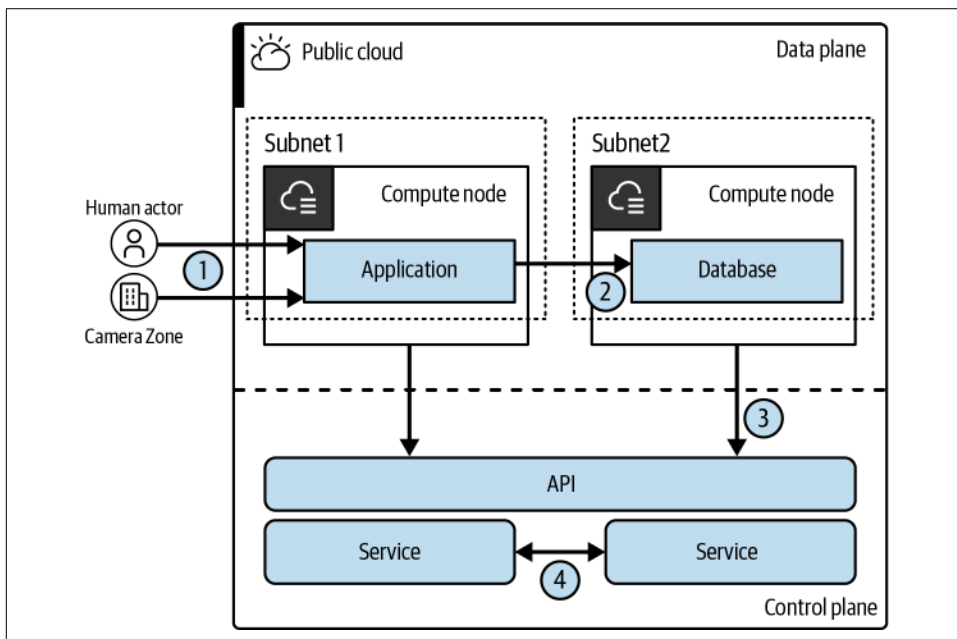 Public cloud
Data plane
Subnet 1
Subnet2
Compute node
Compute node
Human actor
1
Application
2
Database
Camera Zone
3
API
Service
4
Service
Control plane